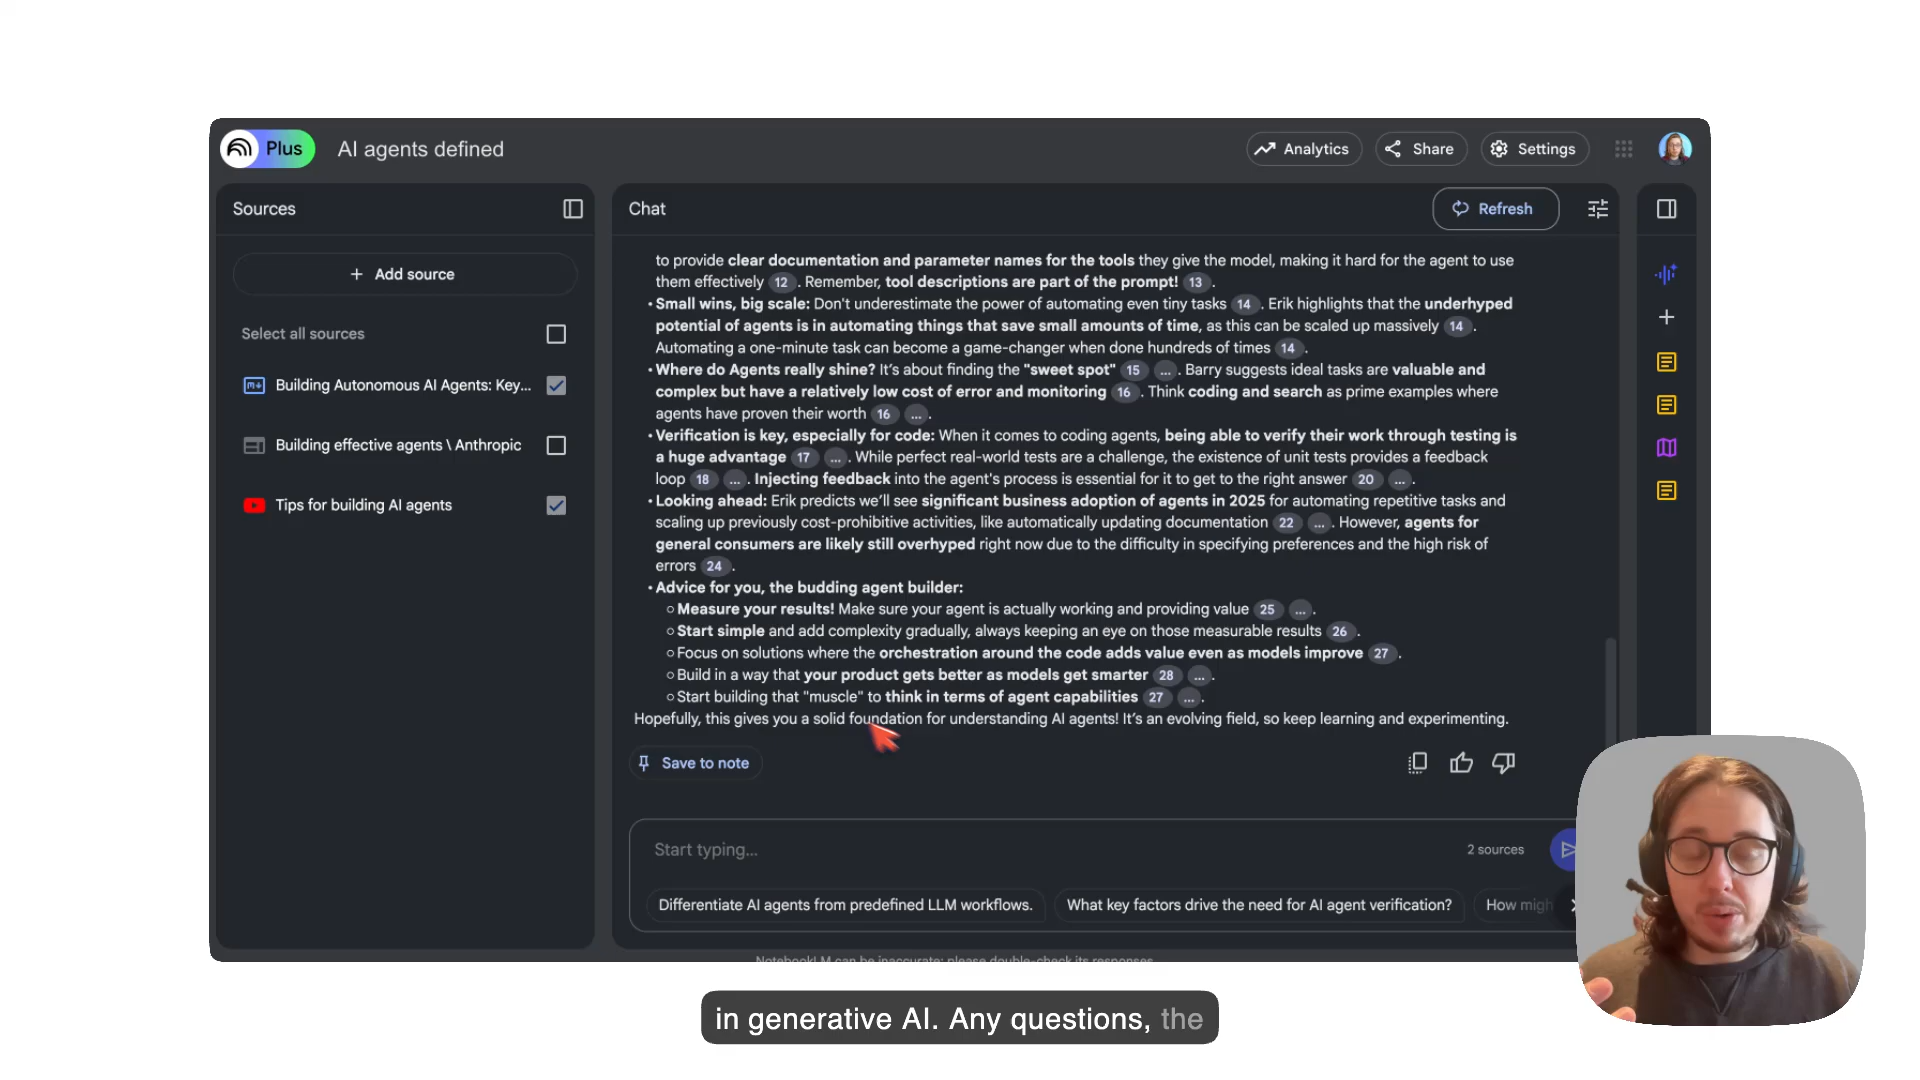 Plus
AI agents defined
Analytics
Share
Settings
Sources
Add source
Select all sources
Building Autonomous AI Agents: Key...
Building effective agents \ Anthropic
Tips for building AI agents
Chat
Refresh
to provide clear documentation and parameter names for the tools they give the model, making it hard for the agent to use
them effectively 12 . Remember, tool descriptions are part of the prompt! 13 .
• Small wins, big scale: Don't underestimate the power of automating even tiny tasks 14 . Erik highlights that the underhyped
potential of agents is in automating things that save small amounts of time, as this can be scaled up massively 14 .
Automating a one-minute task can become a game-changer when done hundreds of times 14 .
• Where do Agents really shine? It's about finding the "sweet spot" 15 ... . Barry suggests ideal tasks are valuable and
complex but have a relatively low cost of error and monitoring 16 . Think coding and search as prime examples where
agents have proven their worth 16 ... .
• Verification is key, especially for code: When it comes to coding agents, being able to verify their work through testing is
a huge advantage 17 ... . While perfect real-world tests are a challenge, the existence of unit tests provides a feedback
loop 18 ... . Injecting feedback into the agent's process is essential for it to get to the right answer 20 ... .
• Looking ahead: Erik predicts we'll see significant business adoption of agents in 2025 for automating repetitive tasks and
scaling up previously cost-prohibitive activities, like automatically updating documentation 22 ... . However, agents for
general consumers are likely still overhyped right now due to the difficulty in specifying preferences and the high risk of
errors 24 .
• Advice for you, the budding agent builder:
○ Measure your results! Make sure your agent is actually working and providing value 25 ... .
○ Start simple and add complexity gradually, always keeping an eye on those measurable results 26 .
○ Focus on solutions where the orchestration around the code adds value even as models improve 27 .
○ Build in a way that your product gets better as models get smarter 28 ... .
○ Start building that "muscle" to think in terms of agent capabilities 27 ... .
Hopefully, this gives you a solid foundation for understanding AI agents! It's an evolving field, so keep learning and experimenting.
Save to note
Start typing...
2 sources
Differentiate AI agents from predefined LLM workflows.
What key factors drive the need for AI agent verification?
How migh
NotebookLM can be inaccurate; please double-check its responses.
in generative AI. Any questions, the